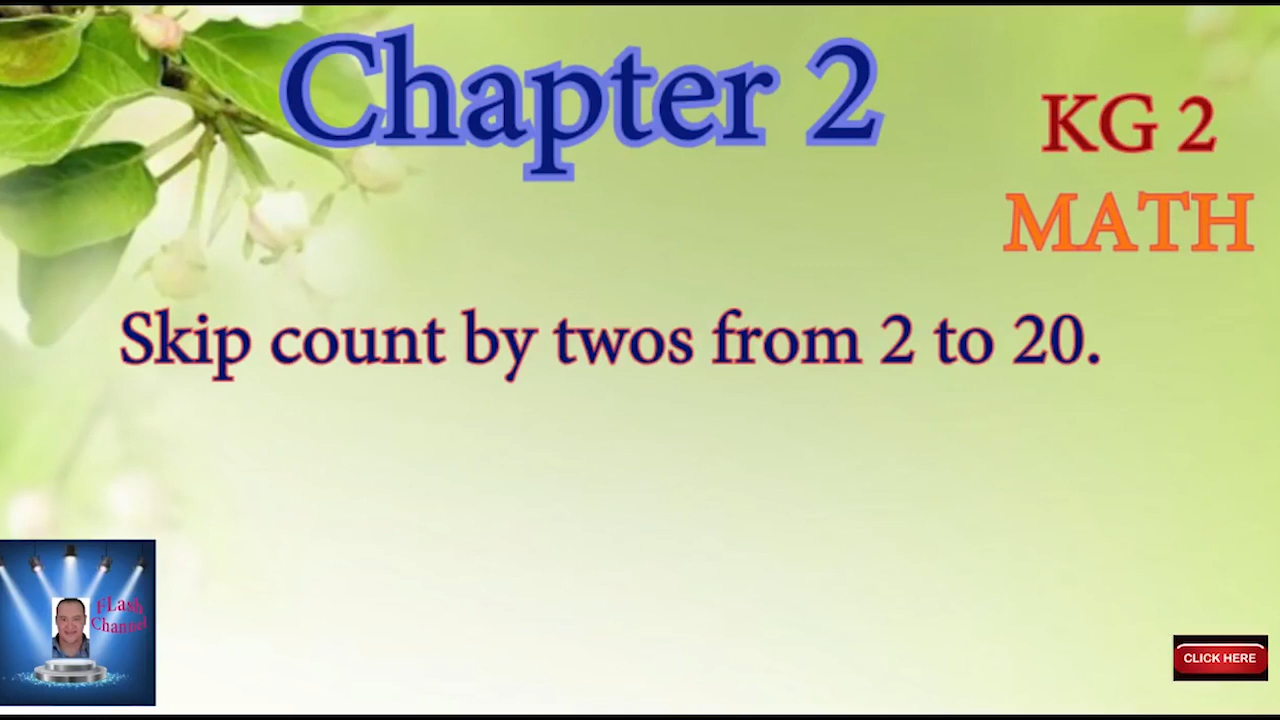 Chapter 2
KG 2
MATH
Skip count by twos from 2 to 20.
FLash
Channel
CLICK HERE